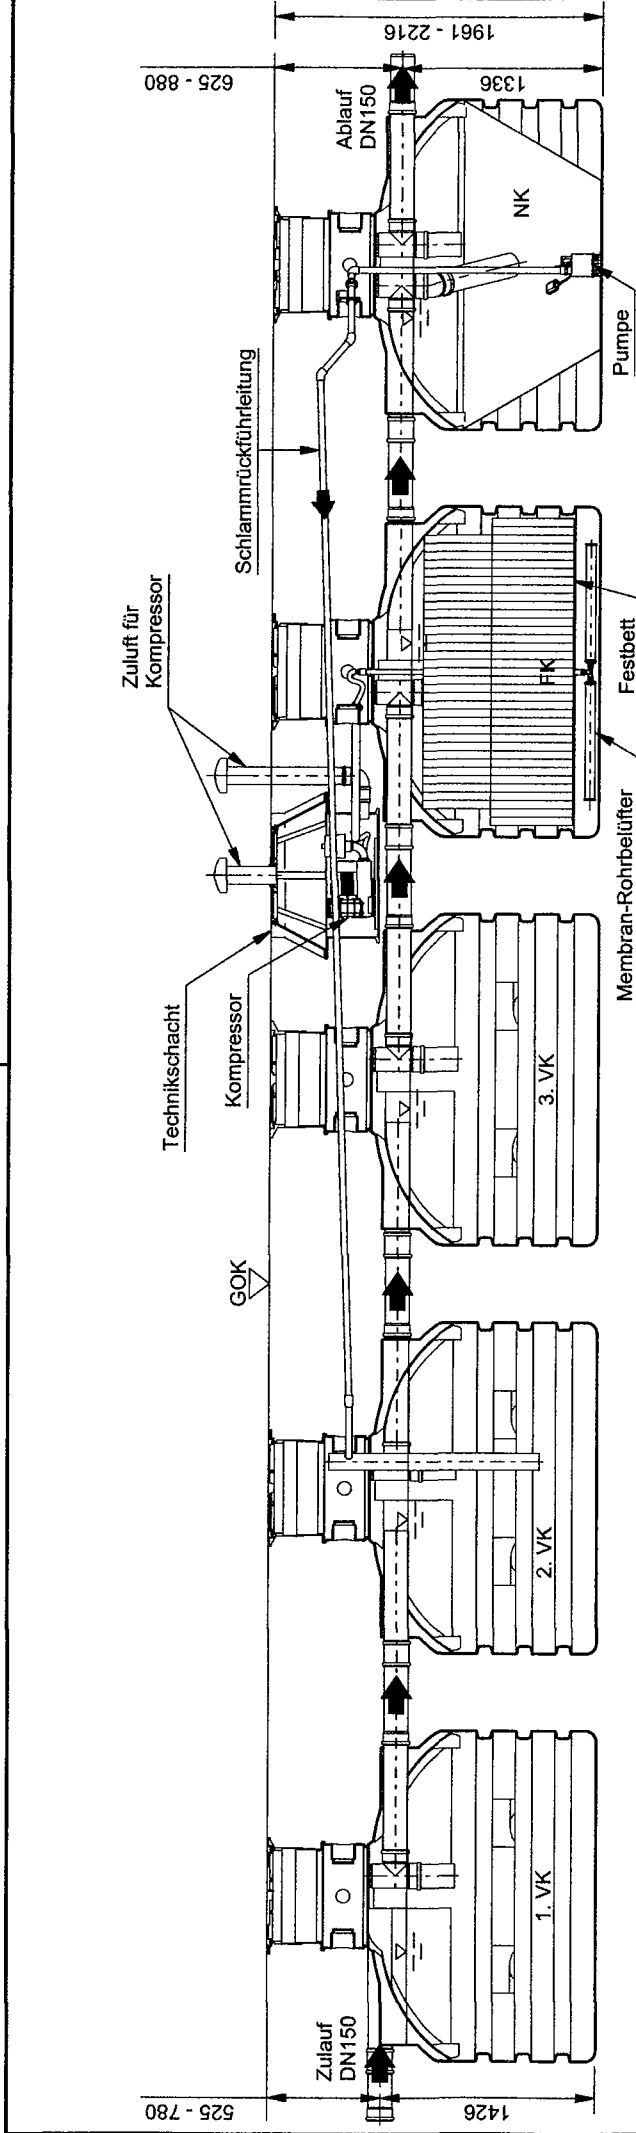 525 - 780
1426
Zulauf
DN150
1. VK
2. VK
GOK
3. VK
Technikschacht
Kompressor
Zuluft für
Kompressor
Membran-Rohrbelüfter
Festbett
FK
Schlammrückführleitung
Pumpe
NK
Ablauf
DN150
625 - 880
1336
1961 - 2216